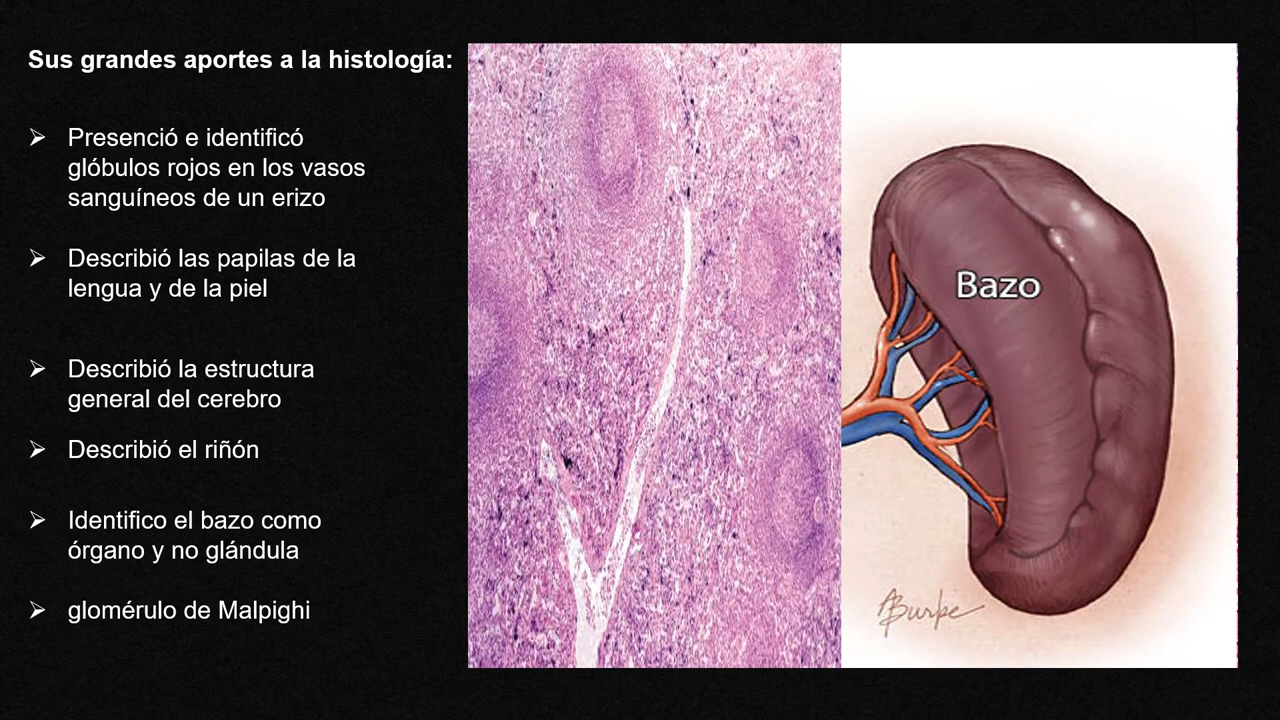 Sus grandes aportes a la histología:
➢ Presenció e identificó
glóbulos rojos en los vasos
sanguíneos de un erizo
➢ Describió las papilas de la
lengua y de la piel
➢ Describió la estructura
general del cerebro
➢ Describió el riñón
➢ Identifico el bazo como
órgano y no glándula
➢ glomérulo de Malpighi
Bazo
ABurke